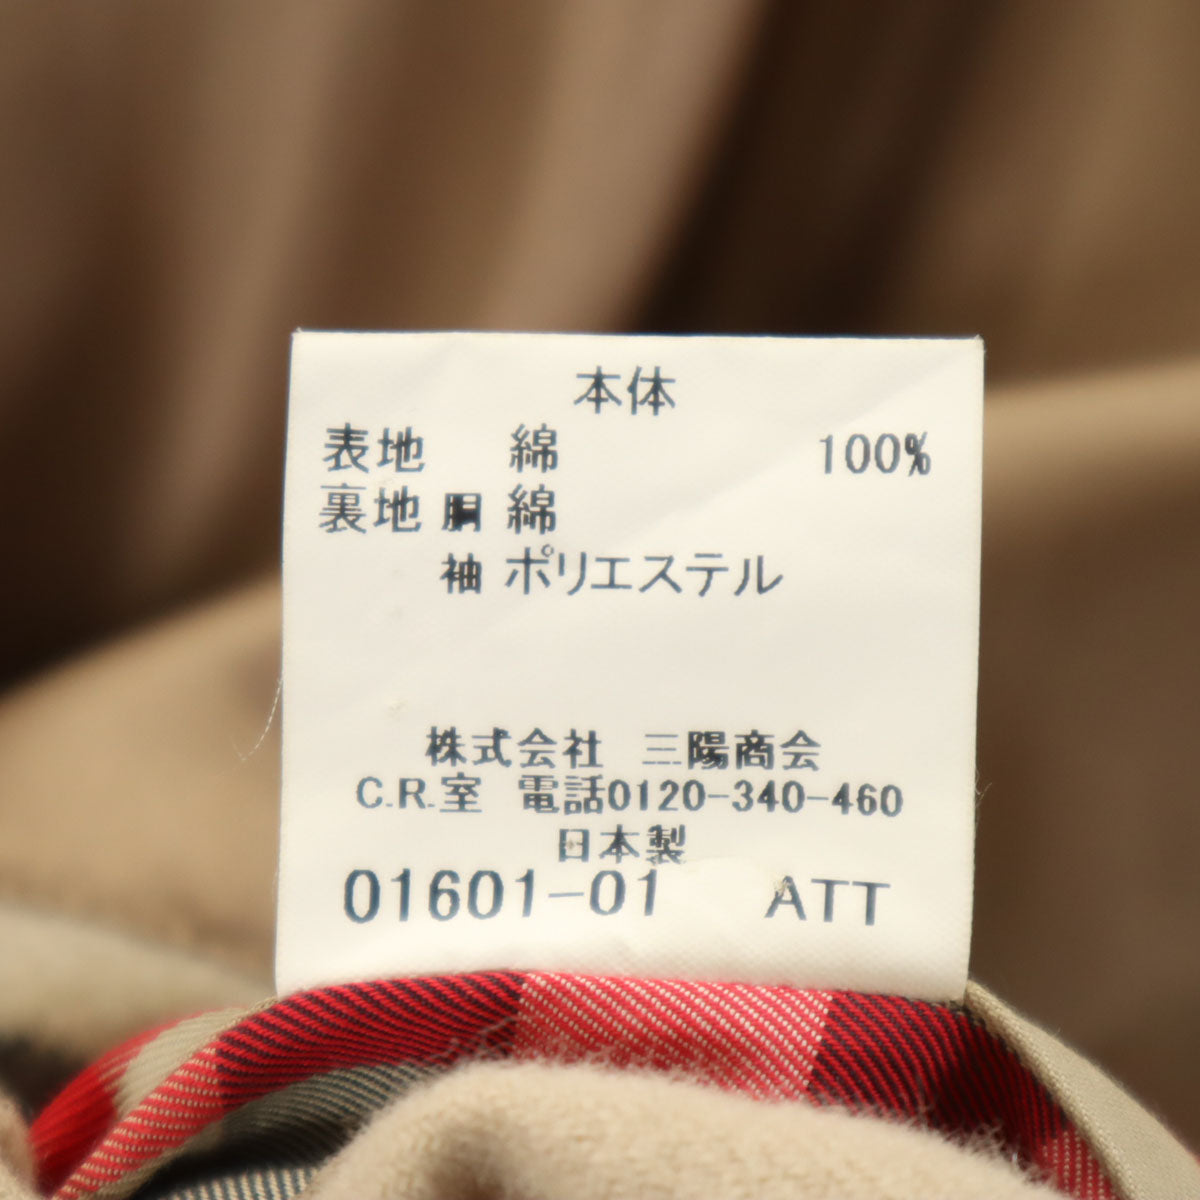 本体
表地 綿 100%
裏地 胴 綿
袖 ポリエステル
株式会社 三陽商会
C.R.室 電話0120-340-460
日本製
01601-01 ATT